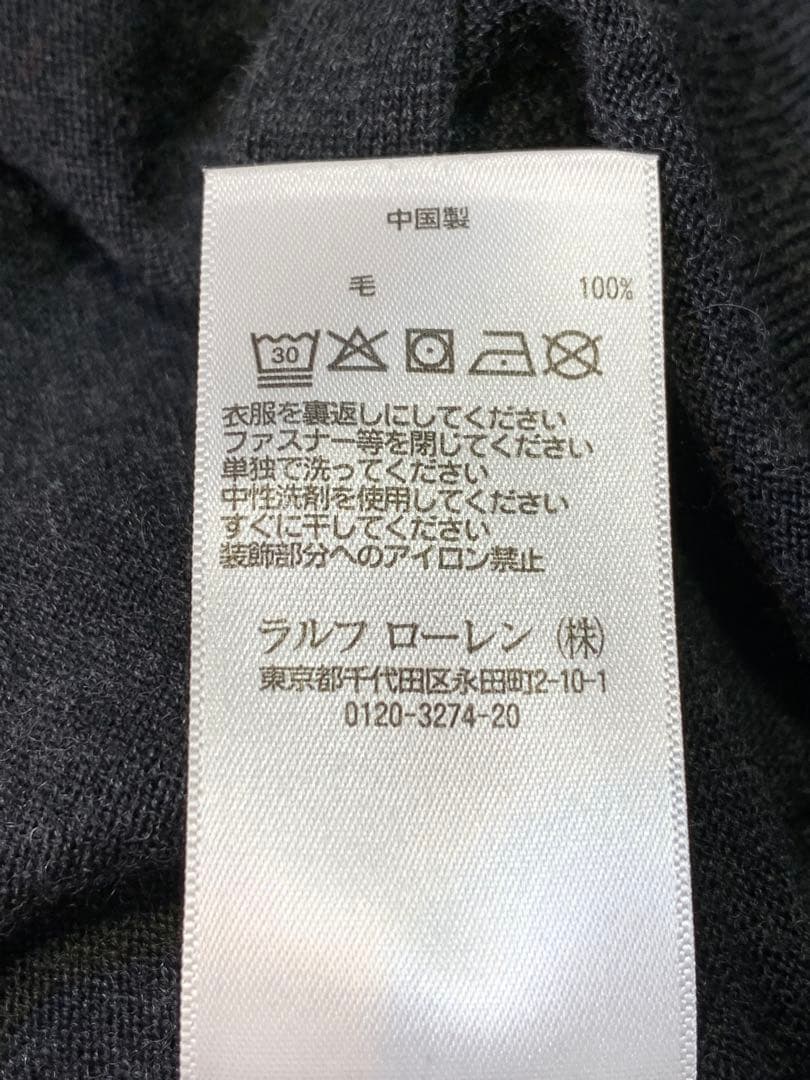 中国製
毛 100%
30
衣服を裏返しにしてください
ファスナー等を閉じてください
単独で洗ってください
中性洗剤を使用してください
すぐに干してください
装飾部分へのアイロン禁止
ラルフ ローレン (株)
東京都千代田区永田町2-10-1
0120-3274-20